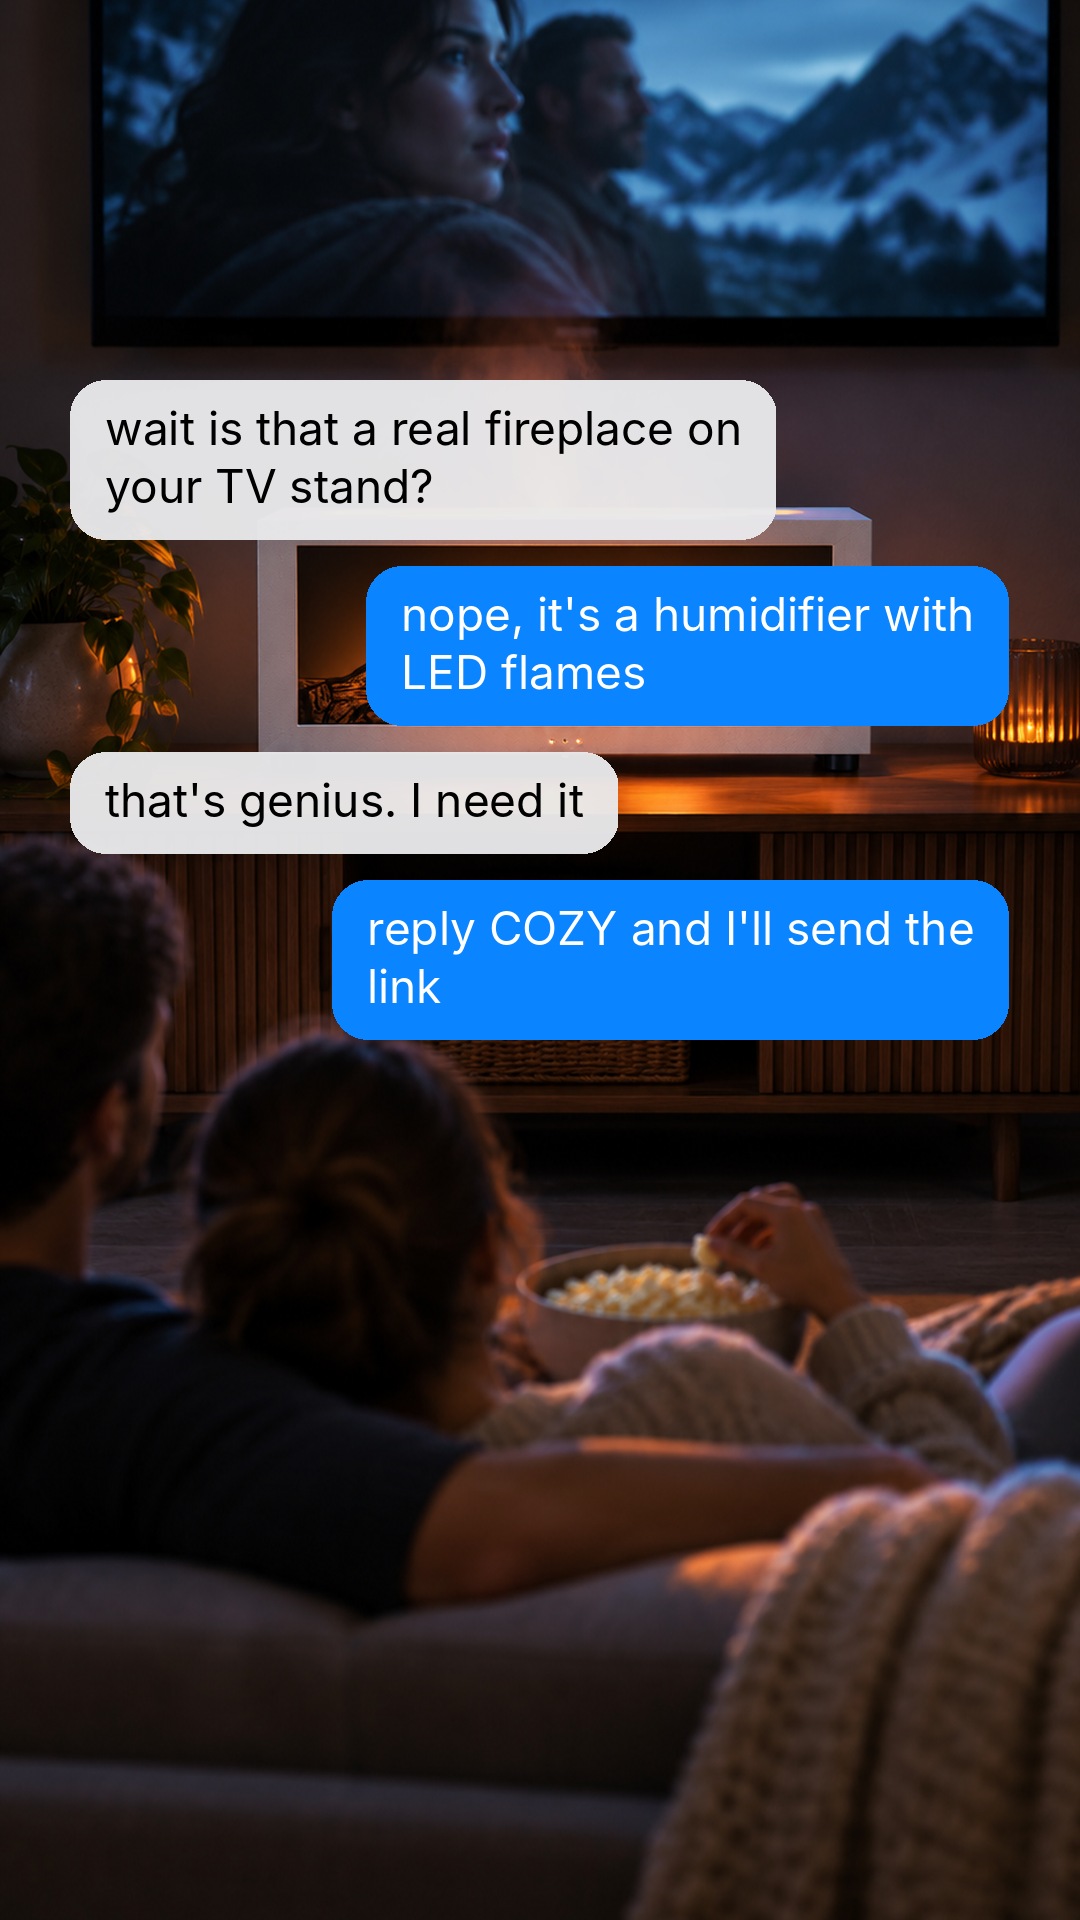 wait is that a real fireplace on
your TV stand?
nope, it's a humidifier with
LED flames
that's genius. I need it
reply COZY and I'll send the
link